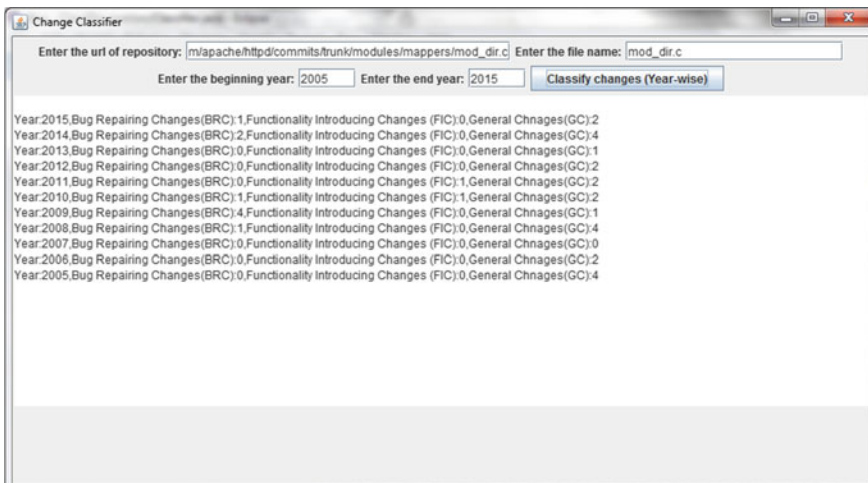 Change Classifier
Enter the url of repository: m/apache/httpd/commits/trunk/modules/mappers/mod_dir.c Enter the file name: mod_dir.c
Enter the beginning year: 2005 Enter the end year: 2015 Classify changes (Year-wise)
Year:2015,Bug Repairing Changes(BRC):1,Functionality Introducing Changes (FIC):0,General Chnages(GC):2
Year:2014,Bug Repairing Changes(BRC):2,Functionality Introducing Changes (FIC):0,General Chnages(GC):4
Year:2013,Bug Repairing Changes(BRC):0,Functionality Introducing Changes (FIC):0,General Chnages(GC):1
Year:2012,Bug Repairing Changes(BRC):0,Functionality Introducing Changes (FIC):0,General Chnages(GC):2
Year:2011,Bug Repairing Changes(BRC):0,Functionality Introducing Changes (FIC):1,General Chnages(GC):2
Year:2010,Bug Repairing Changes(BRC):1,Functionality Introducing Changes (FIC):1,General Chnages(GC):2
Year:2009,Bug Repairing Changes(BRC):4,Functionality Introducing Changes (FIC):0,General Chnages(GC):1
Year:2008,Bug Repairing Changes(BRC):1,Functionality Introducing Changes (FIC):0,General Chnages(GC):4
Year:2007,Bug Repairing Changes(BRC):0,Functionality Introducing Changes (FIC):0,General Chnages(GC):0
Year:2006,Bug Repairing Changes(BRC):0,Functionality Introducing Changes (FIC):0,General Chnages(GC):2
Year:2005,Bug Repairing Changes(BRC):0,Functionality Introducing Changes (FIC):0,General Chnages(GC):4